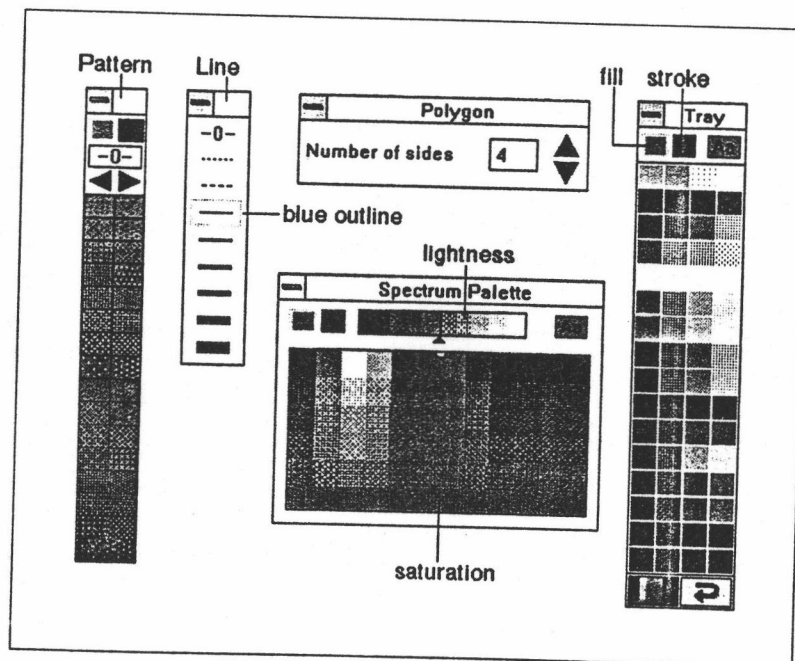 Pattern
Line
fill stroke
Polygon
Tray
-0-
Number of sides 4
-0-
blue outline
lightness
Spectrum Palette
saturation